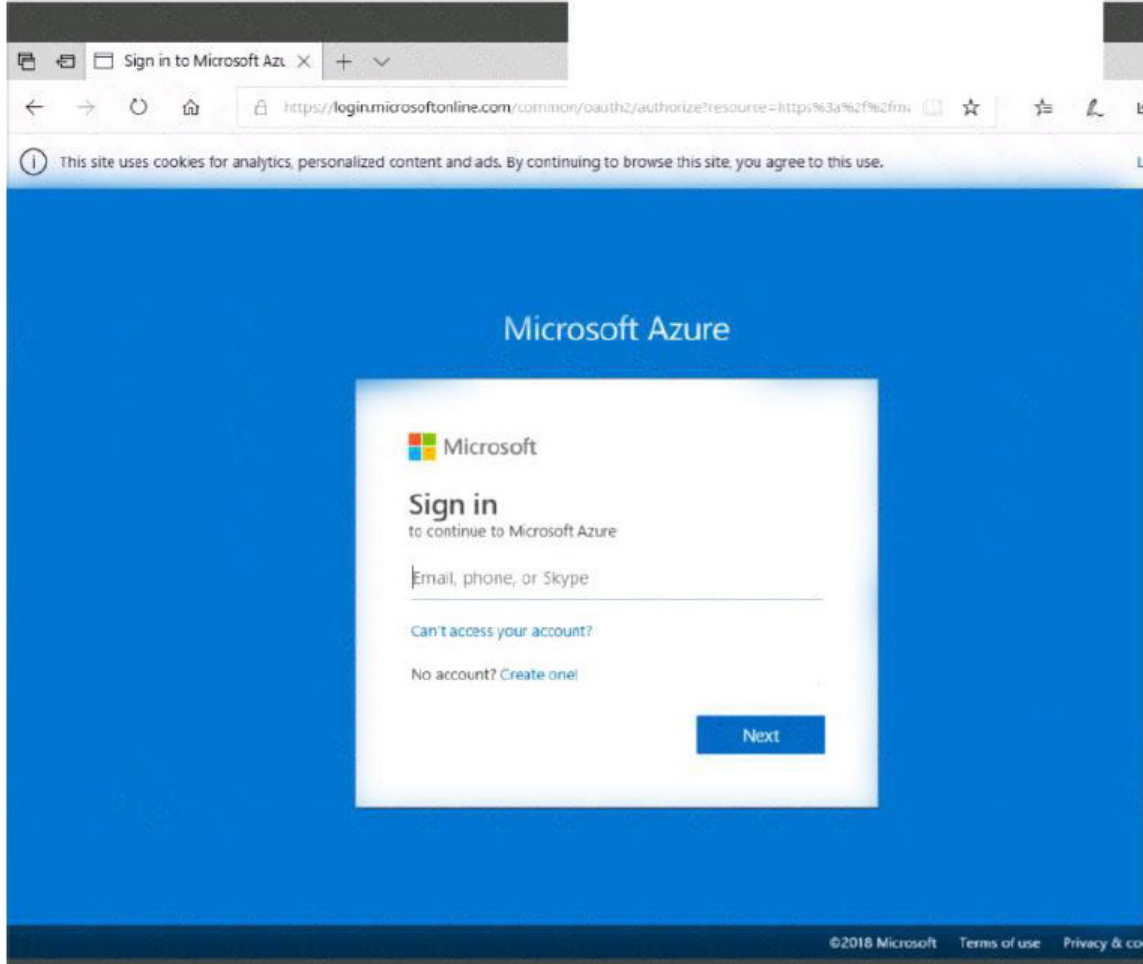 Sign in to Microsoft Azu
https://login.microsoftonline.com/common/oauth2/authorize?resource=https%3a%2f%2fma
This site uses cookies for analytics, personalized content and ads. By continuing to browse this site, you agree to this use.
Microsoft Azure
Microsoft
Sign in
to continue to Microsoft Azure
Email, phone, or Skype
Can't access your account?
No account? Create one!
Next
©2018 Microsoft Terms of use Privacy & co